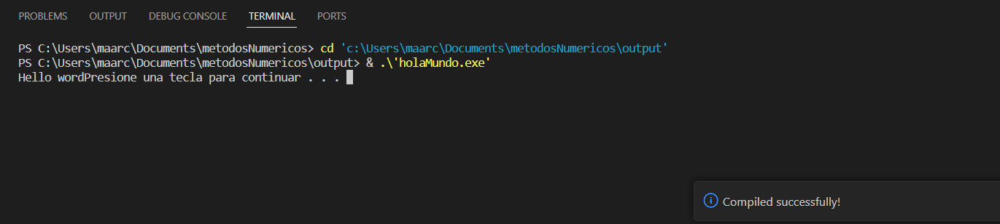 PROBLEMS OUTPUT DEBUG CONSOLE TERMINAL PORTS
PS C:\Users\maarc\Documents\metodosNumericos> cd 'c:\Users\maarc\Documents\metodosNumericos\output'
PS C:\Users\maarc\Documents\metodosNumericos\output> & .\'holaMundo.exe'
Hello wordPresione una tecla para continuar . . .
Compiled successfully!